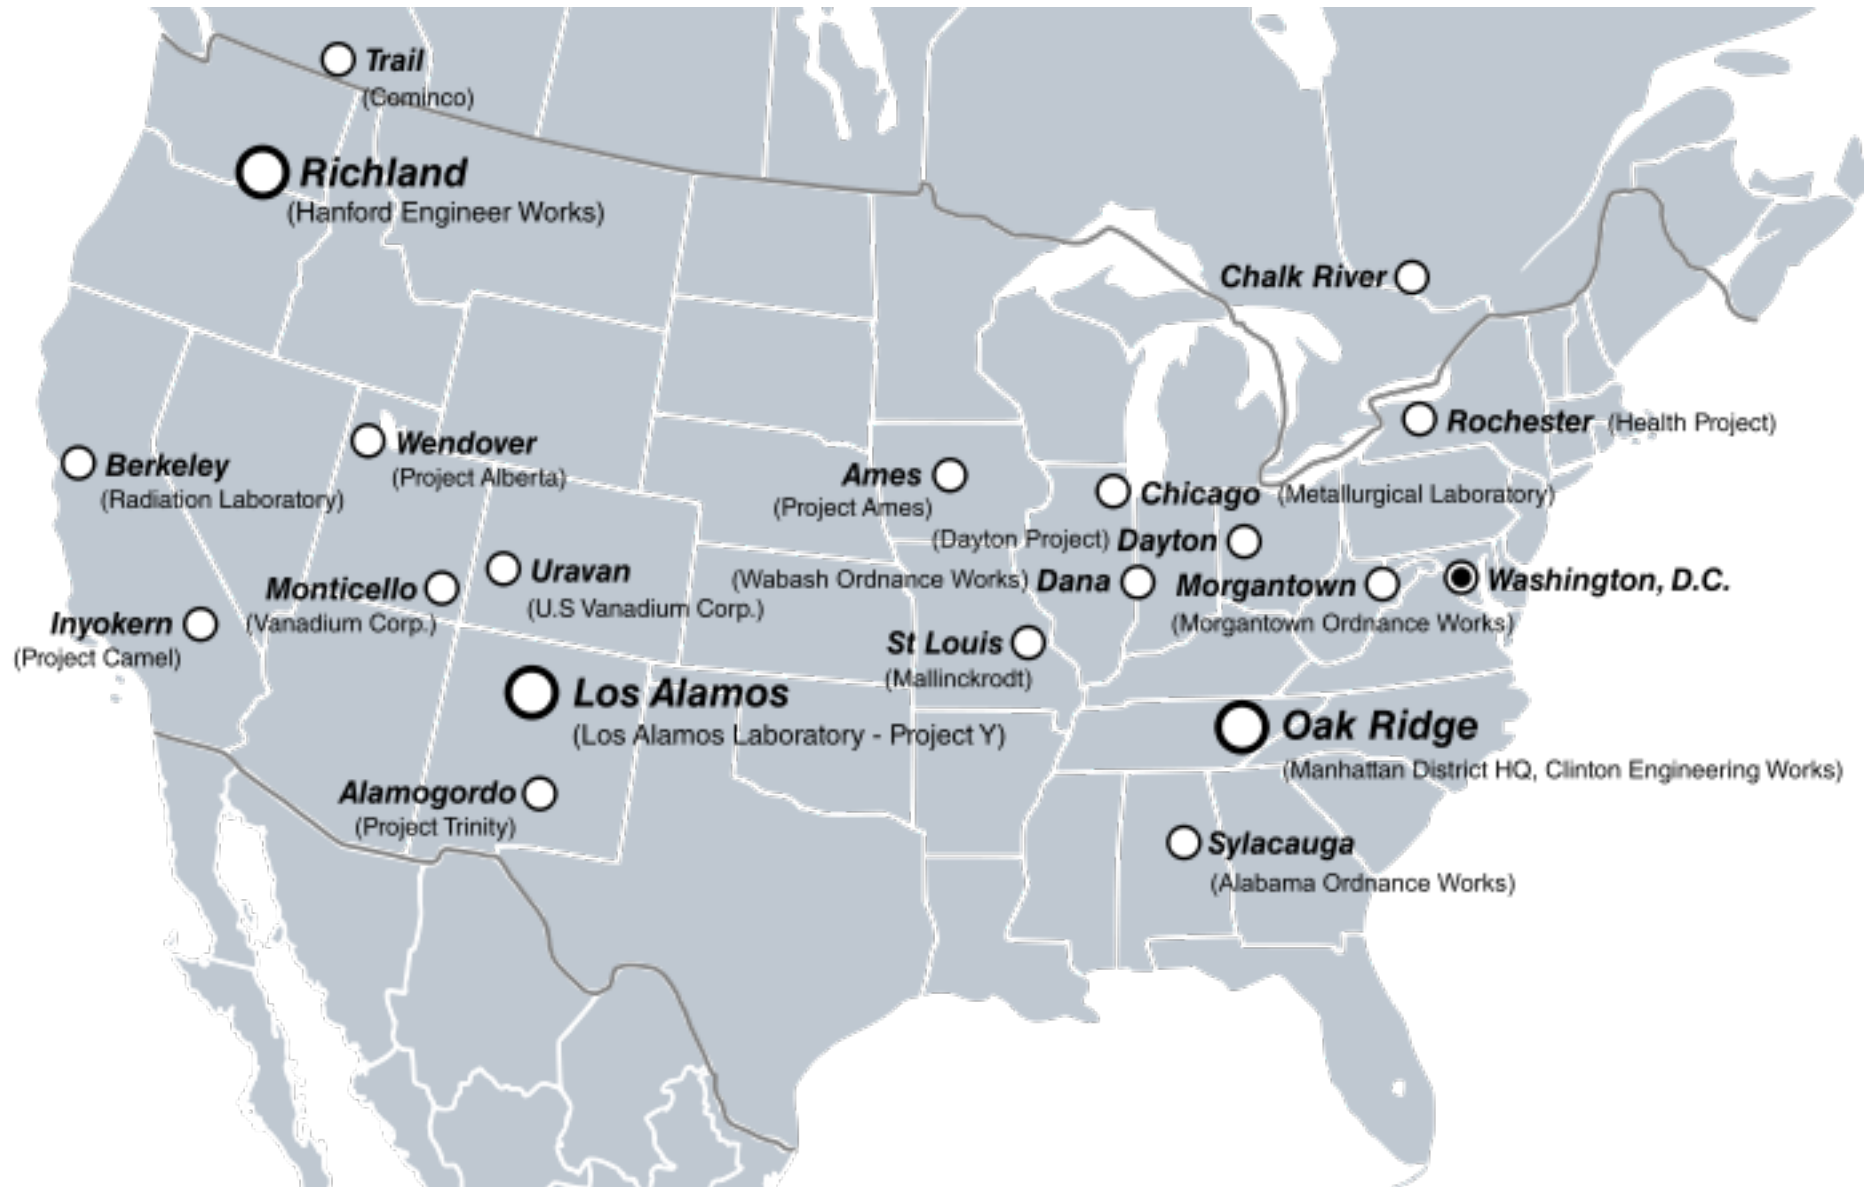 Trail
(Cominco)
Richland
(Hanford Engineer Works)
Chalk River
Rochester (Health Project)
Wendover
(Project Alberta)
Berkeley
(Radiation Laboratory)
Ames
(Project Ames)
Chicago (Metallurgical Laboratory)
(Dayton Project) Dayton
Uravan
(U.S Vanadium Corp.)
Monticello
(Vanadium Corp.)
(Wabash Ordnance Works) Dana
Morgantown
(Morgantown Ordnance Works)
Washington, D.C.
Inyokern
(Project Camel)
St Louis
(Mallinckrodt)
Los Alamos
(Los Alamos Laboratory - Project Y)
Oak Ridge
(Manhattan District HQ, Clinton Engineering Works)
Alamogordo
(Project Trinity)
Sylacauga
(Alabama Ordnance Works)